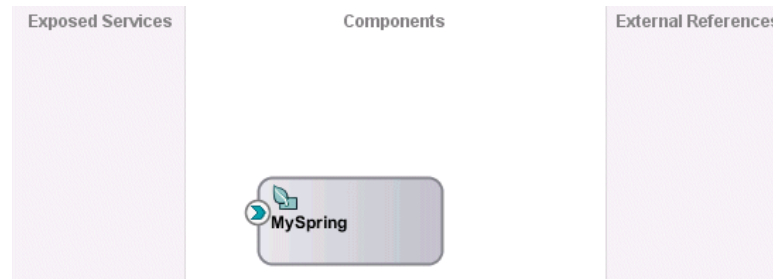 Exposed Services
Components
External References
MySpring